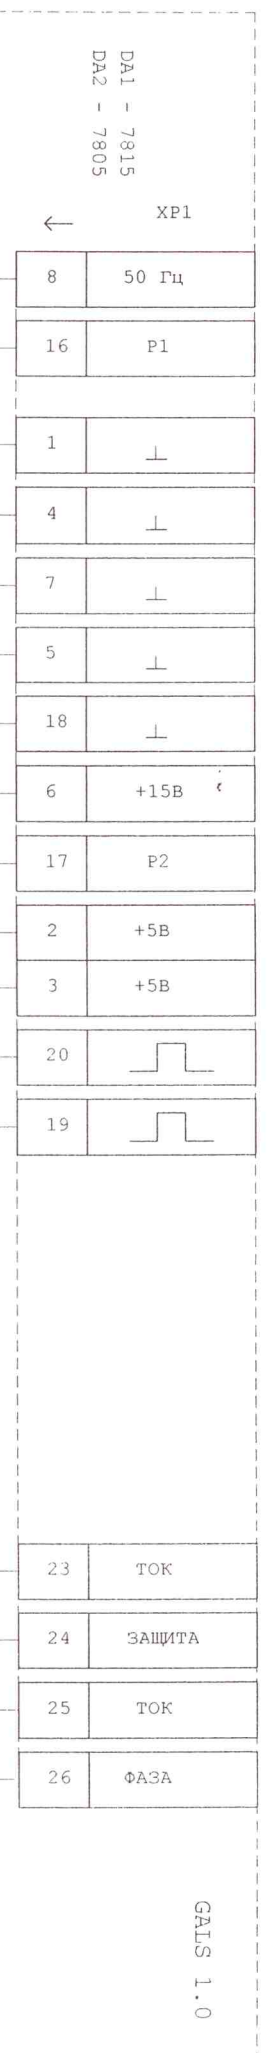 DA1 - 7815
DA2 - 7805
XP1
8 50 Гц
16 P1
1 ⊥
4 ⊥
7 ⊥
5 ⊥
18 ⊥
6 +15В
17 P2
2 +5В
3 +5В
20
19
23 ТОК
24 ЗАЩИТА
25 ТОК
26 ФАЗА
GALS 1.0